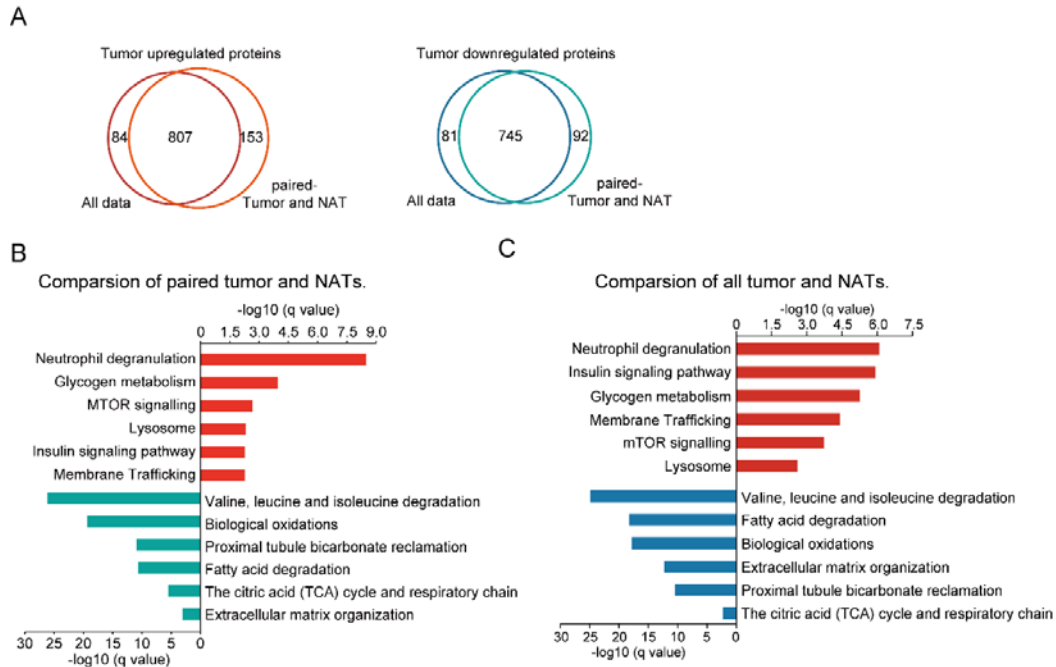 A
Tumor upregulated proteins
84
807
153
All data
paired-
Tumor and NAT
Tumor downregulated proteins
81
745
92
All data
paired-
Tumor and NAT
B
Comparsion of paired tumor and NATs.
-log10 (q value)
0 1.5 2.3 3.0 4.5 7.5 9.0
Neutrophil degranulation
Glycogen metabolism
MTOR signalling
Lysosome
Insulin signaling pathway
Membrane Trafficking
Valine, leucine and isoleucine degradation
Biological oxidations
Proximal tubule bicarbonate reclamation
Fatty acid degradation
The citric acid (TCA) cycle and respiratory chain
Extracellular matrix organization
30 25 20 15 10 5 0
-log10 (q value)
C
Comparsion of all tumor and NATs.
-log10 (q value)
0 1.5 3.0 4.5 6.0 7.5
Neutrophil degranulation
Insulin signaling pathway
Glycogen metabolism
Membrane Trafficking
mTOR signalling
Lysosome
Valine, leucine and isoleucine degradation
Fatty acid degradation
Biological oxidations
Extracellular matrix organization
Proximal tubule bicarbonate reclamation
The citric acid (TCA) cycle and respiratory chain
30 25 20 15 10 5 0
-log10 (q value)